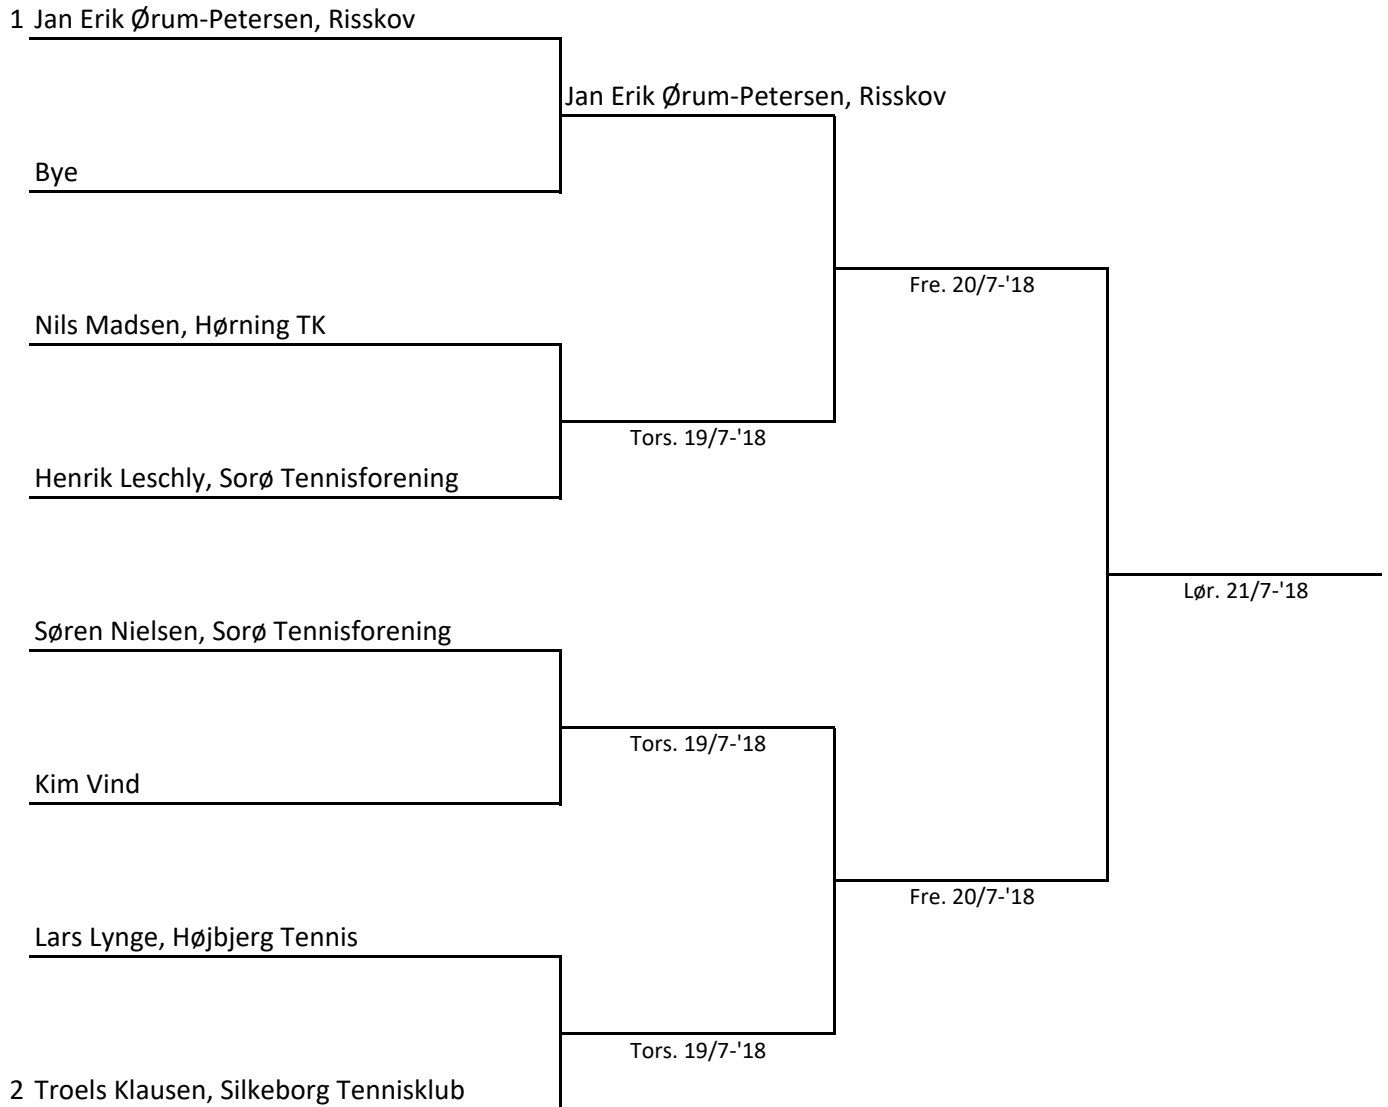 1 Jan Erik Ørum-Petersen, Risskov
Jan Erik Ørum-Petersen, Risskov
Bye
Fre. 20/7-'18
Nils Madsen, Hørning TK
Tors. 19/7-'18
Henrik Leschly, Sorø Tennisforening
Lør. 21/7-'18
Søren Nielsen, Sorø Tennisforening
Tors. 19/7-'18
Kim Vind
Fre. 20/7-'18
Lars Lynge, Højbjerg Tennis
Tors. 19/7-'18
2 Troels Klausen, Silkeborg Tennisklub